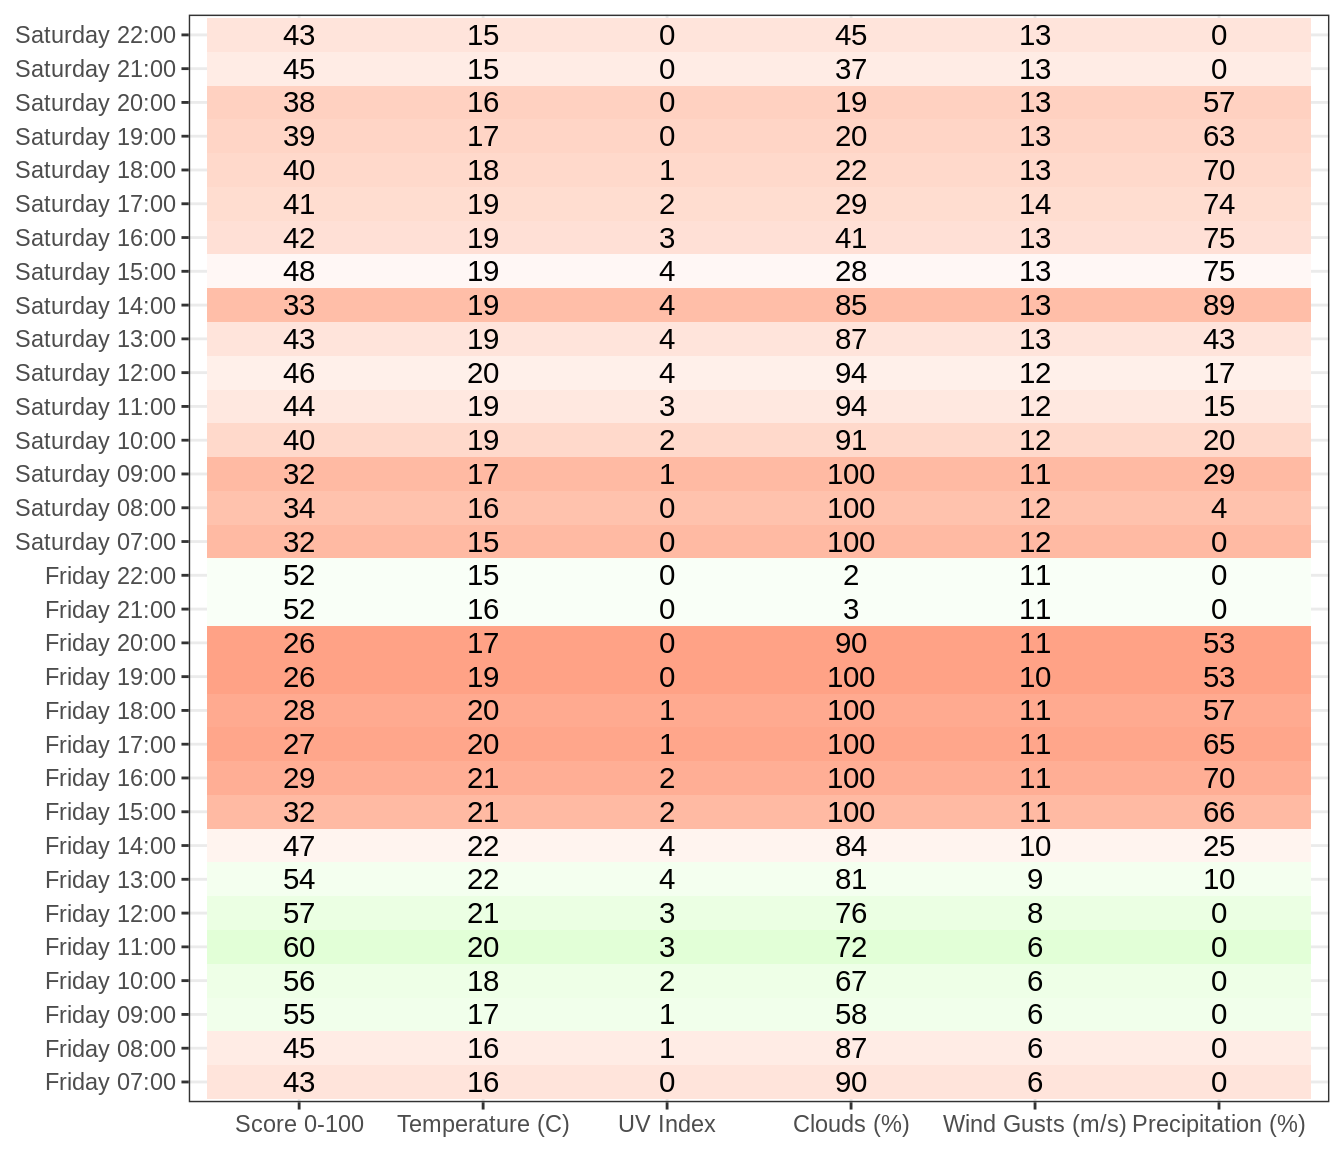 Saturday 22:00 43 15 0 45 13 0
Saturday 21:00 45 15 0 37 13 0
Saturday 20:00 38 16 0 19 13 57
Saturday 19:00 39 17 0 20 13 63
Saturday 18:00 40 18 1 22 13 70
Saturday 17:00 41 19 2 29 14 74
Saturday 16:00 42 19 3 41 13 75
Saturday 15:00 48 19 4 28 13 75
Saturday 14:00 33 19 4 85 13 89
Saturday 13:00 43 19 4 87 13 43
Saturday 12:00 46 20 4 94 12 17
Saturday 11:00 44 19 3 94 12 15
Saturday 10:00 40 19 2 91 12 20
Saturday 09:00 32 17 1 100 11 29
Saturday 08:00 34 16 0 100 12 4
Saturday 07:00 32 15 0 100 12 0
Friday 22:00 52 15 0 2 11 0
Friday 21:00 52 16 0 3 11 0
Friday 20:00 26 17 0 90 11 53
Friday 19:00 26 19 0 100 10 53
Friday 18:00 28 20 1 100 11 57
Friday 17:00 27 20 1 100 11 65
Friday 16:00 29 21 2 100 11 70
Friday 15:00 32 21 2 100 11 66
Friday 14:00 47 22 4 84 10 25
Friday 13:00 54 22 4 81 9 10
Friday 12:00 57 21 3 76 8 0
Friday 11:00 60 20 3 72 6 0
Friday 10:00 56 18 2 67 6 0
Friday 09:00 55 17 1 58 6 0
Friday 08:00 45 16 1 87 6 0
Friday 07:00 43 16 0 90 6 0
Score 0-100 Temperature (C) UV Index Clouds (%) Wind Gusts (m/s) Precipitation (%)